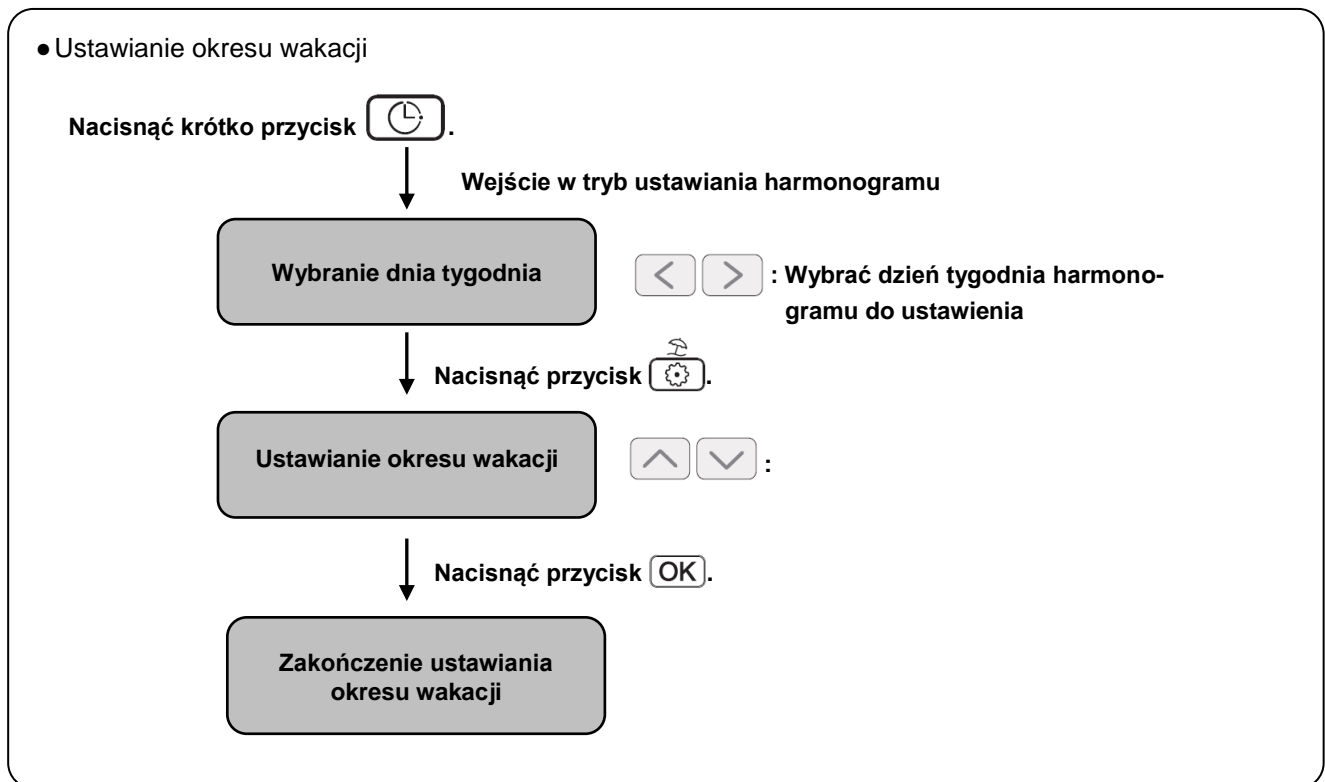 ● Ustawianie okresu wakacji
Nacisnąć krótko przycisk .
Wejście w tryb ustawiania harmonogramu
Wybranie dnia tygodnia
: Wybrać dzień tygodnia harmono-
gramu do ustawienia
Nacisnąć przycisk .
Ustawianie okresu wakacji
:
Nacisnąć przycisk OK.
Zakończenie ustawiania
okresu wakacji